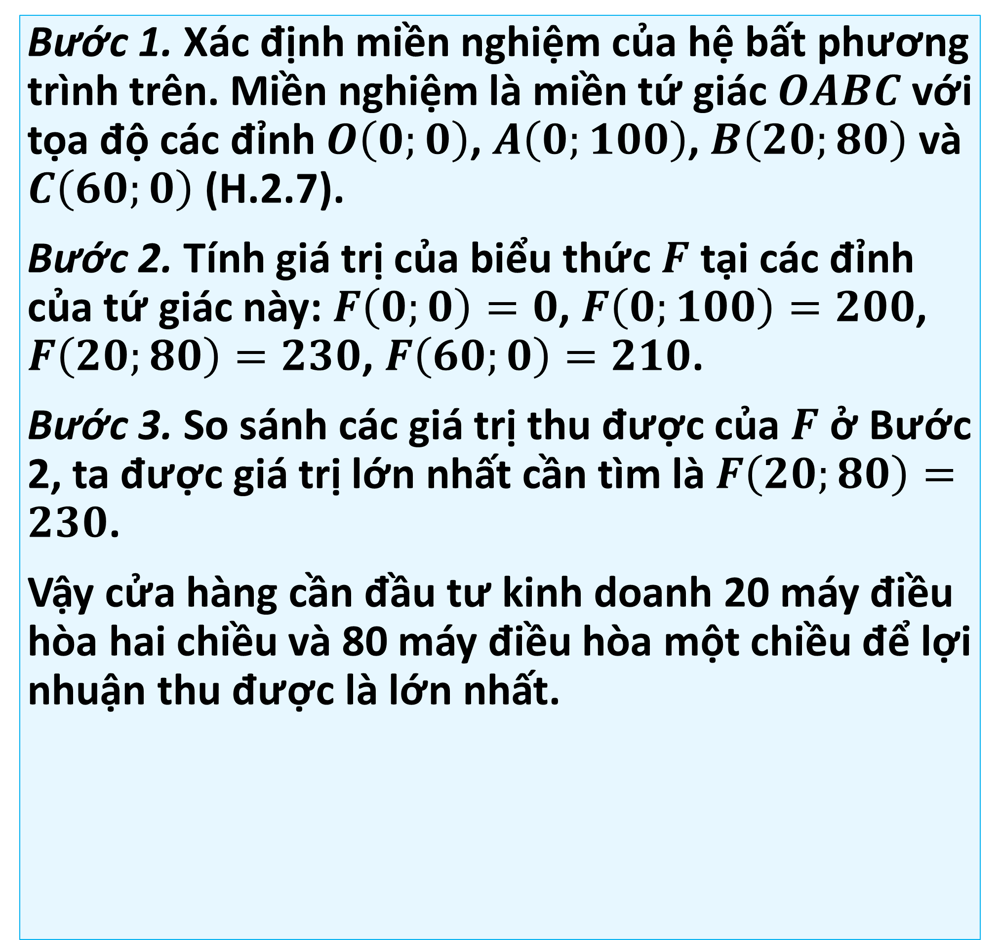 Bước 1. Xác định miền nghiệm của hệ bất phương
trình trên. Miền nghiệm là miền tứ giác OABC với
tọa độ các đỉnh O(0; 0), A(0; 100), B(20; 80) và
C(60; 0) (H.2.7).
Bước 2. Tính giá trị của biểu thức F tại các đỉnh
của tứ giác này: F(0; 0) = 0, F(0; 100) = 200,
F(20; 80) = 230, F(60; 0) = 210.
Bước 3. So sánh các giá trị thu được của F ở Bước
2, ta được giá trị lớn nhất cần tìm là F(20; 80) =
230.
Vậy cửa hàng cần đầu tư kinh doanh 20 máy điều
hòa hai chiều và 80 máy điều hòa một chiều để lợi
nhuận thu được là lớn nhất.